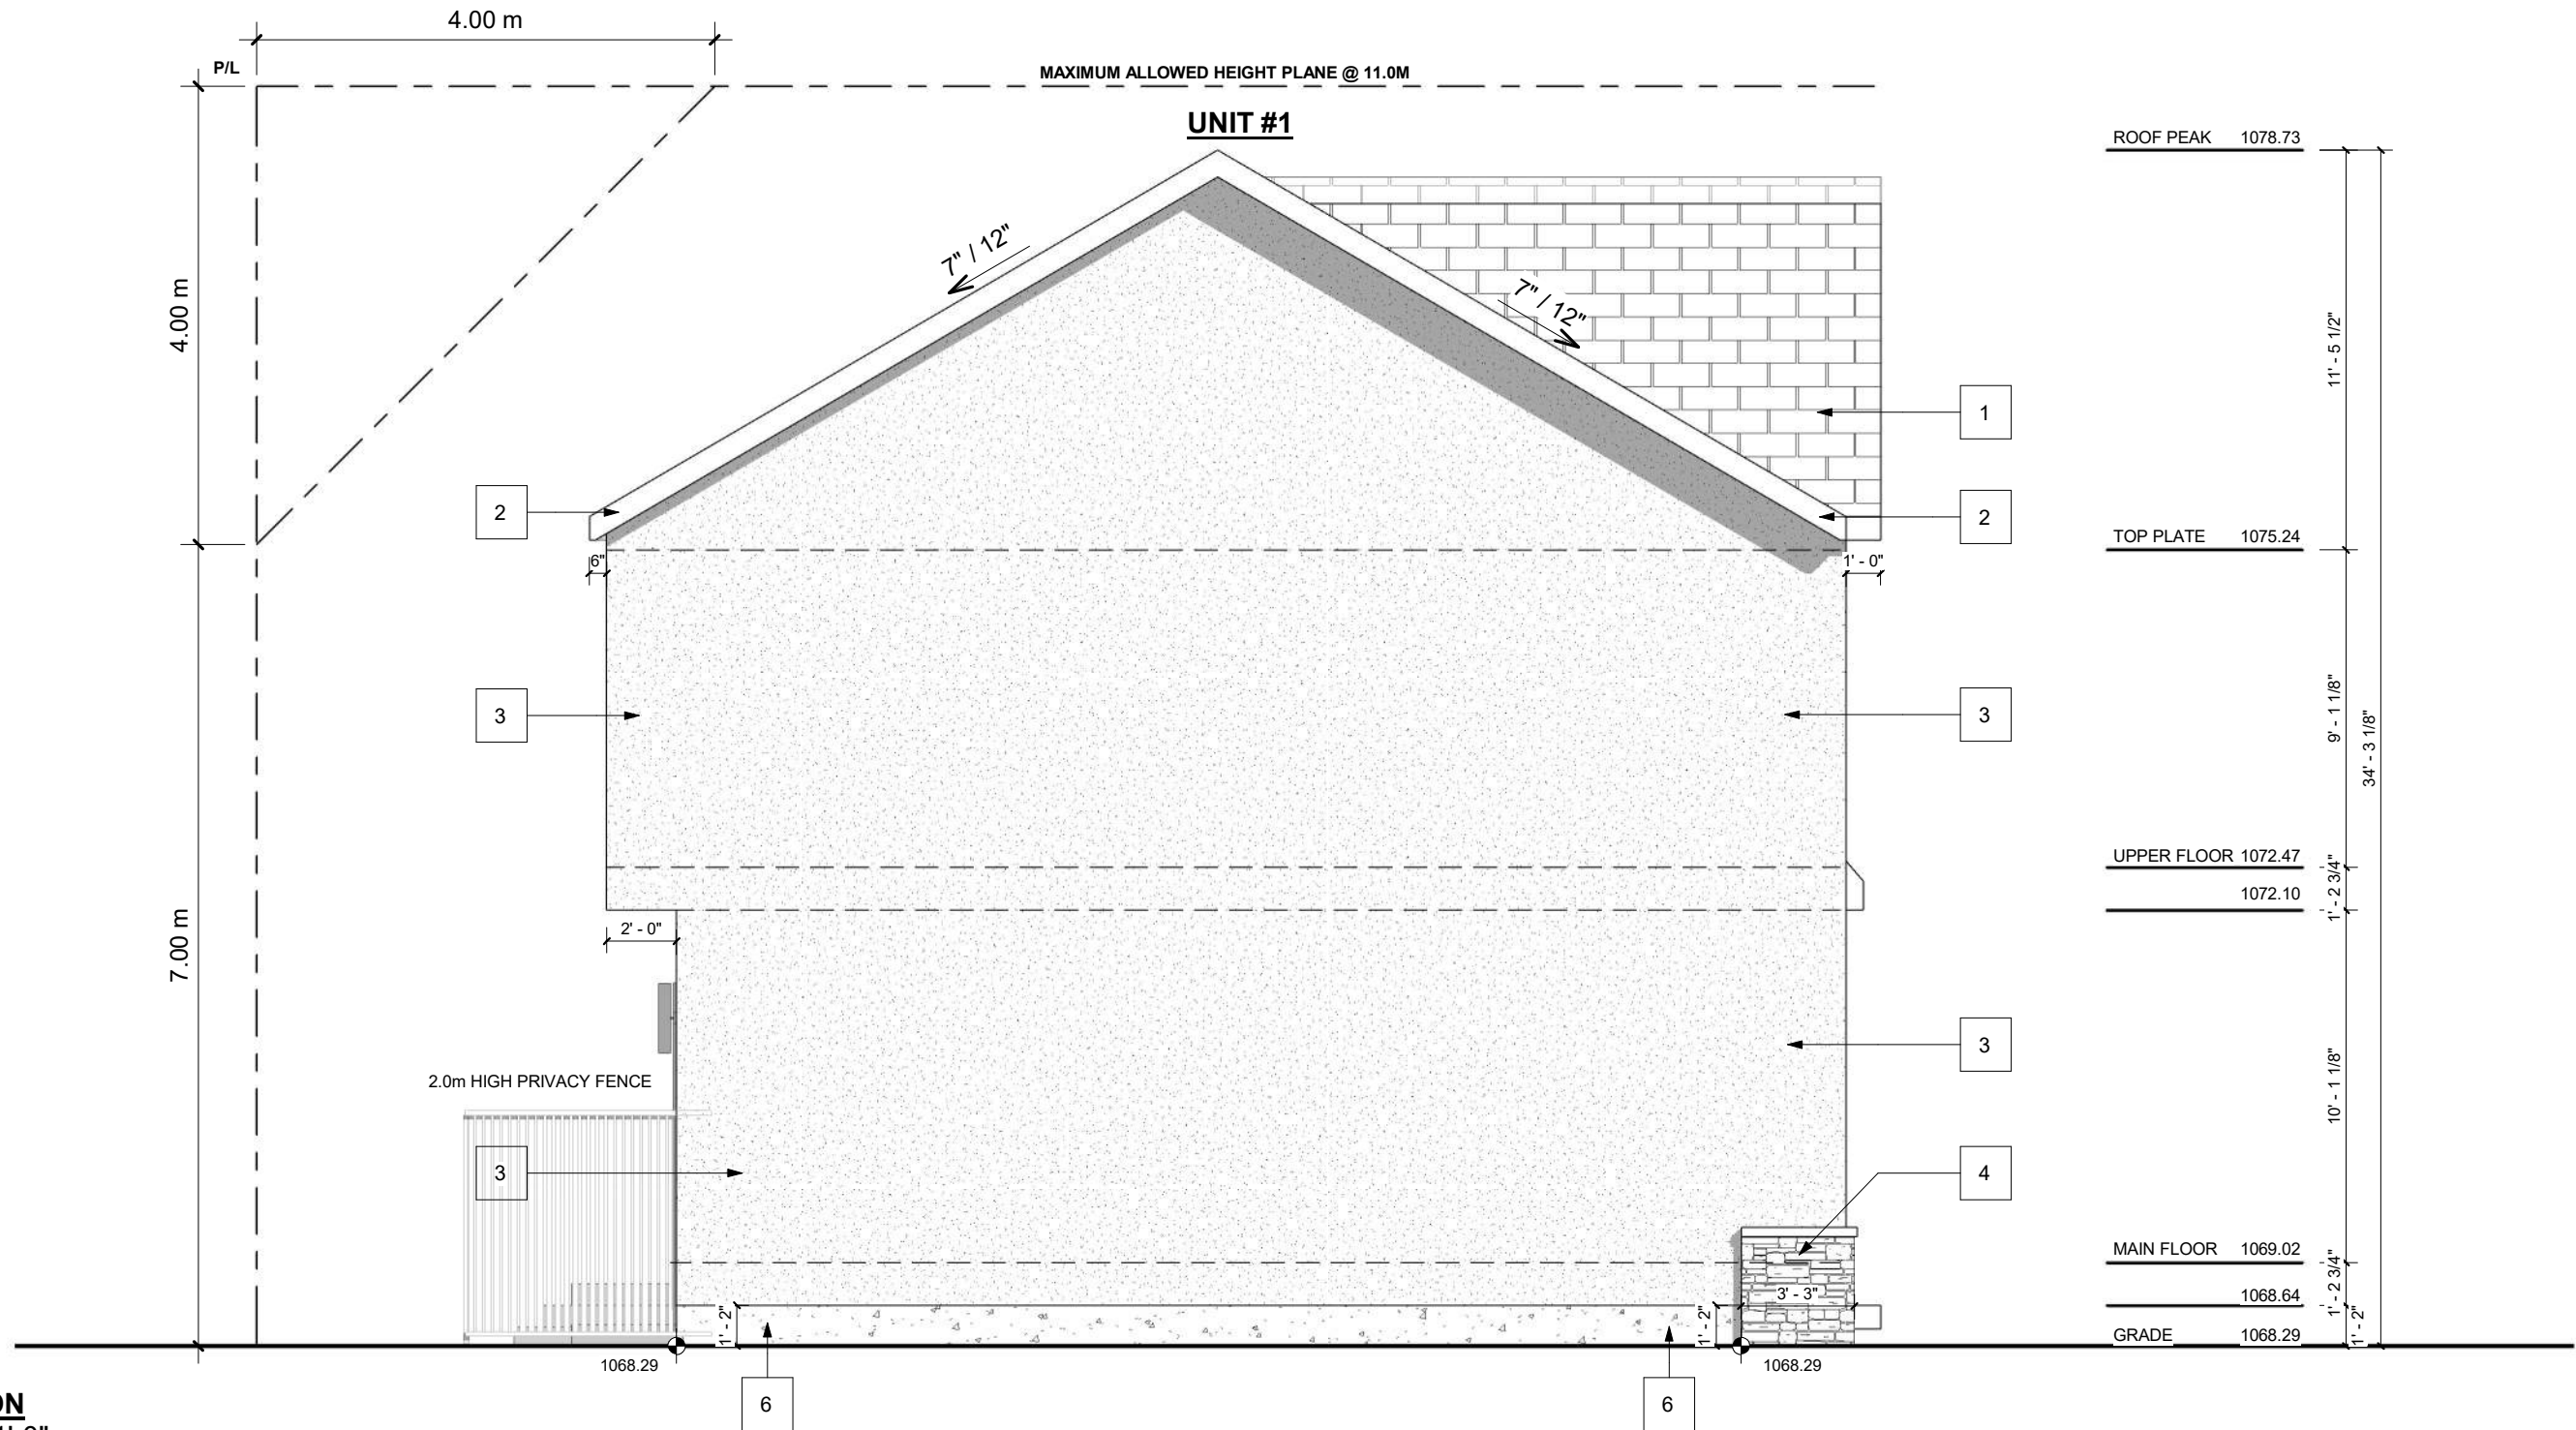 4.00 m
P/L
MAXIMUM ALLOWED HEIGHT PLANE @ 11.0M
UNIT #1
ROOF PEAK 1078.73
7" / 12"
7" / 12"
4.00 m
11' - 5 1/2"
1
2
2
TOP PLATE 1075.24
6"
1' - 0"
3
3
9' - 1 1/8"
34' - 3 1/8"
UPPER FLOOR 1072.47
1' - 2 3/4"
1072.10
2' - 0"
7.00 m
3
2.0m HIGH PRIVACY FENCE
10' - 1 1/8"
3
4
MAIN FLOOR 1069.02
1' - 2 3/4"
3' - 3"
1068.64
1' - 2"
1' - 2"
1' - 2"
GRADE 1068.29
1068.29
1068.29
6
6
ON